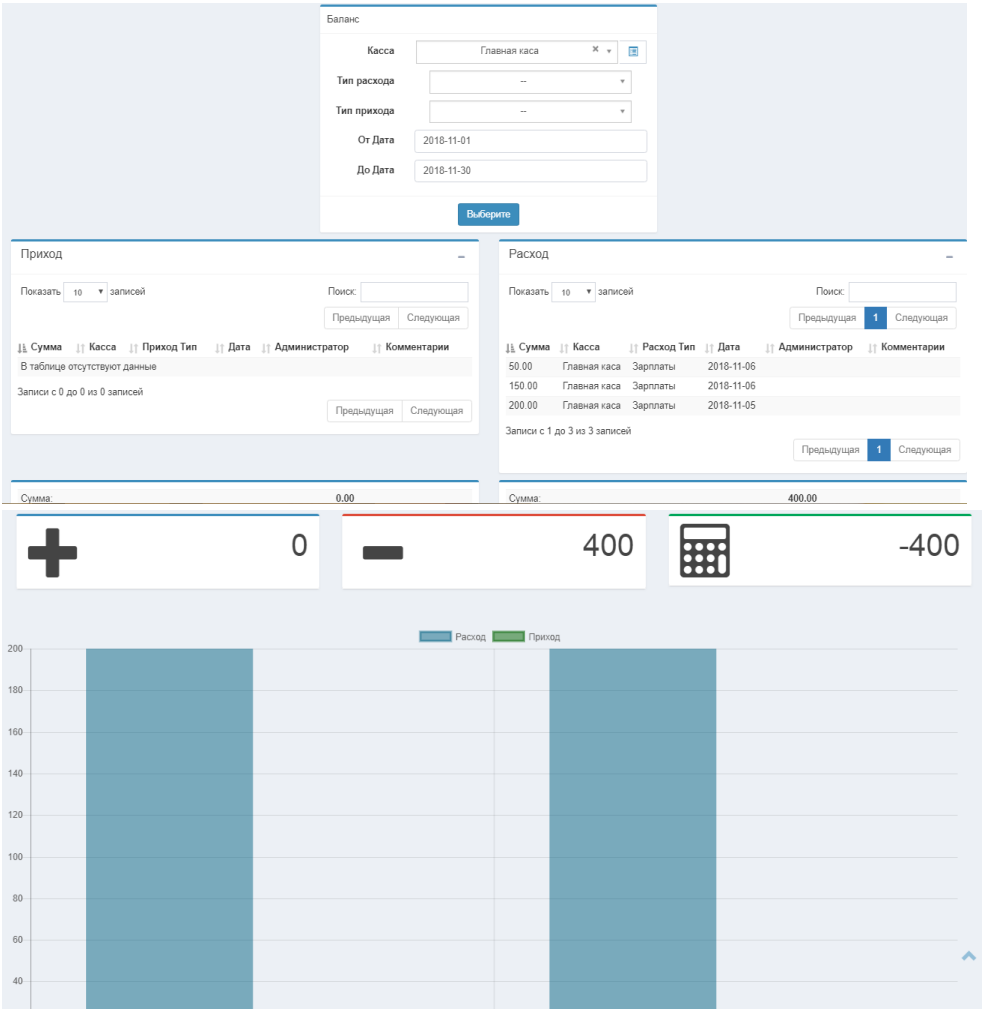 Баланс
Касса Главная каса × ▾
Тип расхода --
Тип прихода --
От Дата 2018-11-01
До Дата 2018-11-30
Выберите
Приход –
Показать 10 записей Поиск:
Предыдущая Следующая
Сумма Касса Приход Тип Дата Администратор Комментарии
В таблице отсутствуют данные
Записи с 0 до 0 из 0 записей
Предыдущая Следующая
Сумма: 0.00
Расход –
Показать 10 записей Поиск:
Предыдущая 1 Следующая
Сумма Касса Расход Тип Дата Администратор Комментарии
50.00 Главная каса Зарплаты 2018-11-06
150.00 Главная каса Зарплаты 2018-11-06
200.00 Главная каса Зарплаты 2018-11-05
Записи с 1 до 3 из 3 записей
Предыдущая 1 Следующая
Сумма: 400.00
0
400
-400
Расход Приход
200
180
160
140
120
100
80
60
40